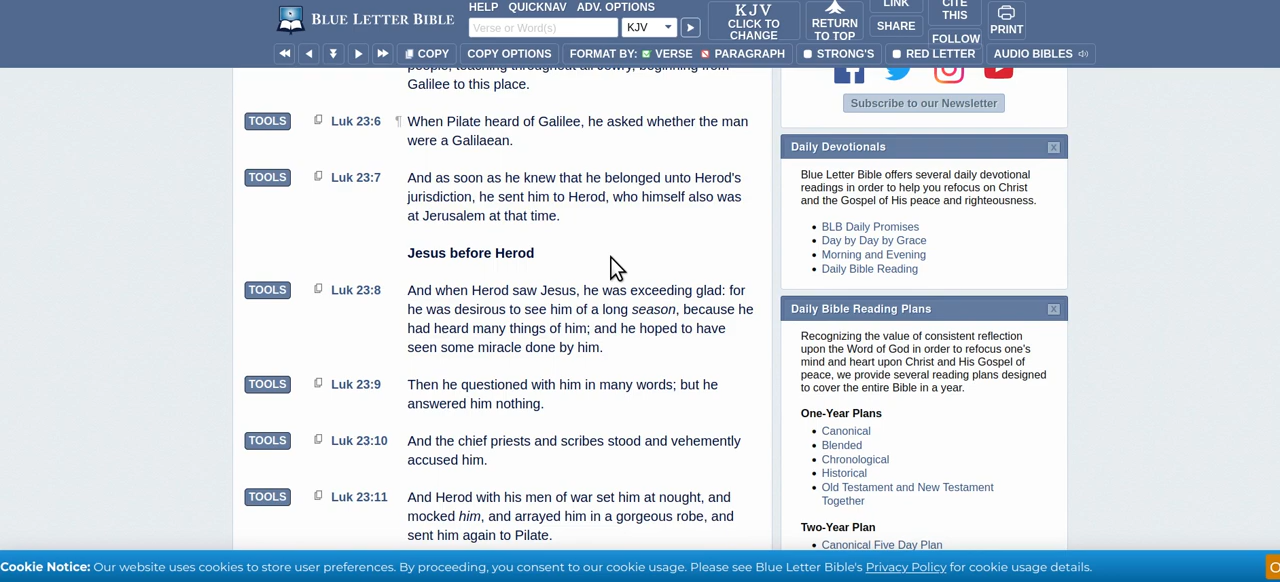 HELP QUICKNAV ADV. OPTIONS
BLUE LETTER BIBLE
Verse or Word(s)
KJV
KJV
CLICK TO
CHANGE
RETURN
TO TOP
LINK
SHARE
CITE
THIS
FOLLOW
PRINT
COPY
COPY OPTIONS
FORMAT BY: VERSE PARAGRAPH
STRONG'S
RED LETTER
AUDIO BIBLES
people, teaching throughout all Jewry, beginning from
Galilee to this place.
TOOLS Luk 23:6 ¶ When Pilate heard of Galilee, he asked whether the man
were a Galilaean.
TOOLS Luk 23:7 And as soon as he knew that he belonged unto Herod's
jurisdiction, he sent him to Herod, who himself also was
at Jerusalem at that time.
Jesus before Herod
TOOLS Luk 23:8 And when Herod saw Jesus, he was exceeding glad: for
he was desirous to see him of a long season, because he
had heard many things of him; and he hoped to have
seen some miracle done by him.
TOOLS Luk 23:9 Then he questioned with him in many words; but he
answered him nothing.
TOOLS Luk 23:10 And the chief priests and scribes stood and vehemently
accused him.
TOOLS Luk 23:11 And Herod with his men of war set him at nought, and
mocked him, and arrayed him in a gorgeous robe, and
sent him again to Pilate.
Subscribe to our Newsletter
Daily Devotionals X
Blue Letter Bible offers several daily devotional
readings in order to help you refocus on Christ
and the Gospel of His peace and righteousness.
• BLB Daily Promises
• Day by Day by Grace
• Morning and Evening
• Daily Bible Reading
Daily Bible Reading Plans X
Recognizing the value of consistent reflection
upon the Word of God in order to refocus one's
mind and heart upon Christ and His Gospel of
peace, we provide several reading plans designed
to cover the entire Bible in a year.
One-Year Plans
• Canonical
• Blended
• Chronological
• Historical
• Old Testament and New Testament
Together
Two-Year Plan
• Canonical Five Day Plan
Cookie Notice: Our website uses cookies to store user preferences. By proceeding, you consent to our cookie usage. Please see Blue Letter Bible's Privacy Policy for cookie usage details.